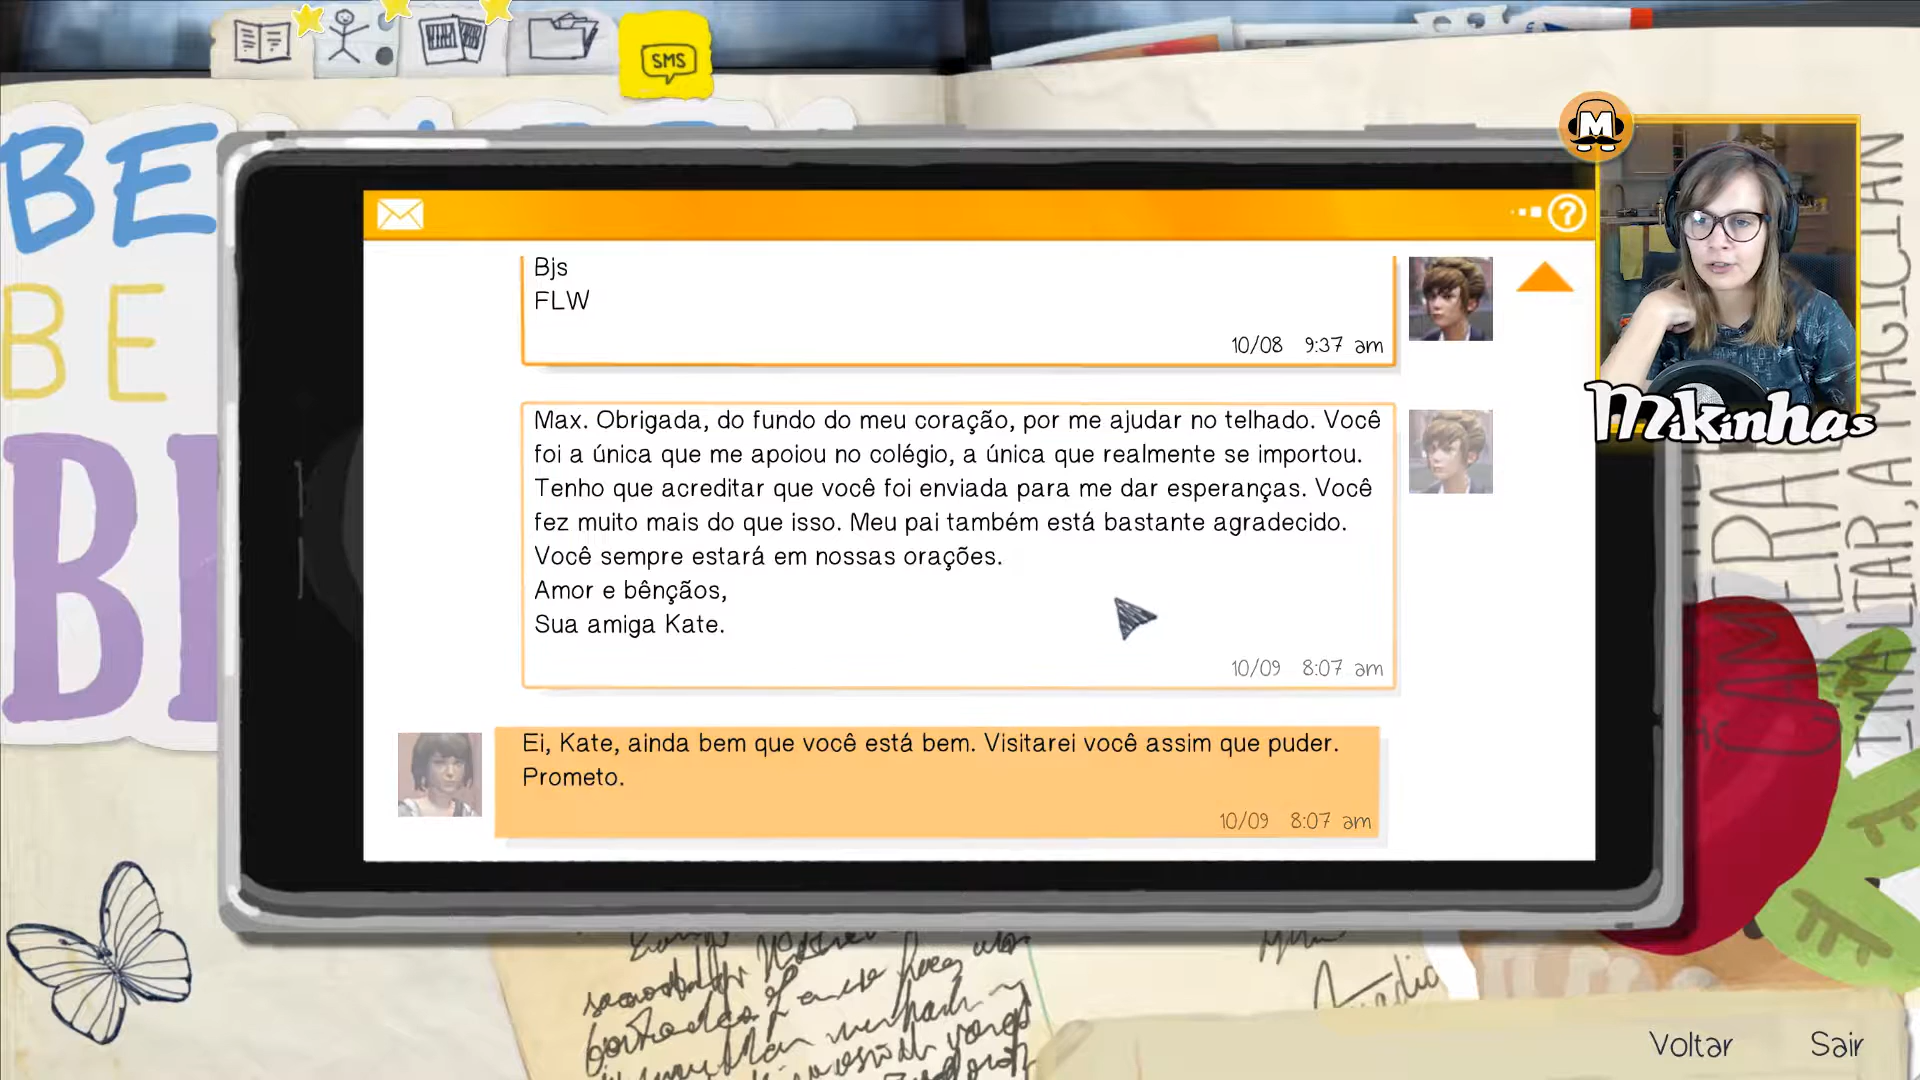 SMS
BE
BE
Bjs
FLW
10/08 9:37 am
Max. Obrigada, do fundo do meu coração, por me ajudar no telhado. Você
foi a única que me apoiou no colégio, a única que realmente se importou.
Tenho que acreditar que você foi enviada para me dar esperanças. Você
fez muito mais do que isso. Meu pai também está bastante agradecido.
Você sempre estará em nossas orações.
Amor e bênçãos,
Sua amiga Kate.
10/09 8:07 am
Ei, Kate, ainda bem que você está bem. Visitarei você assim que puder.
Prometo.
10/09 8:07 am
M
Mikinhas
Voltar
Sair